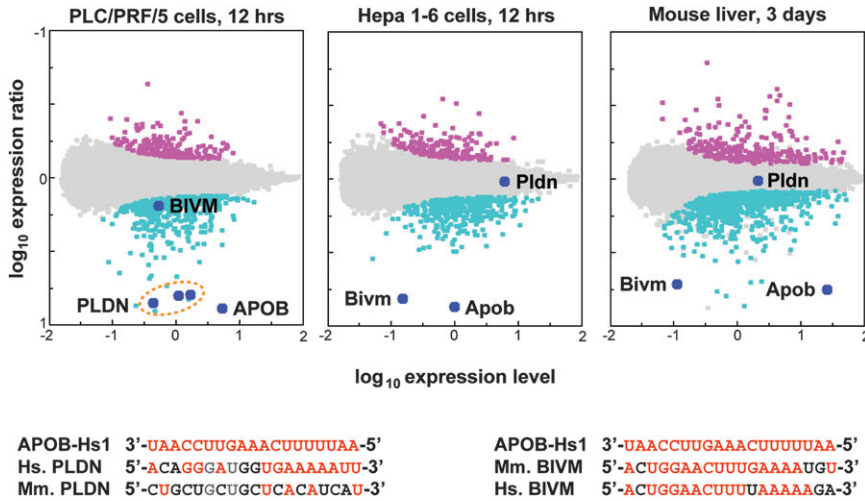 PLC/PRF/5 cells, 12 hrs
Hepa 1-6 cells, 12 hrs
Mouse liver, 3 days
log10 expression ratio
-1
0
1
BIVM
PLDN
APOB
Pldn
Bivm
Apob
Pldn
Bivm
Apob
-2 -1 0 1 2
-2 -1 0 1 2
-2 -1 0 1 2
log10 expression level
APOB-Hs1 3’-UAACCUUGAAACUUUUUAA-5’
Hs. PLDN 5’-ACAGGGAUGGUGAAAAAUU-3’
Mm. PLDN 5’-CUGCUGCUGCUCACAUCAU-3’
APOB-Hs1 3’-UAACCUUGAAACUUUUUAA-5’
Mm. BIVM 5’-ACUGGAACUUUGAAAAUGU-3’
Hs. BIVM 5’-ACUGGAACUUUUAAAAGA-3’